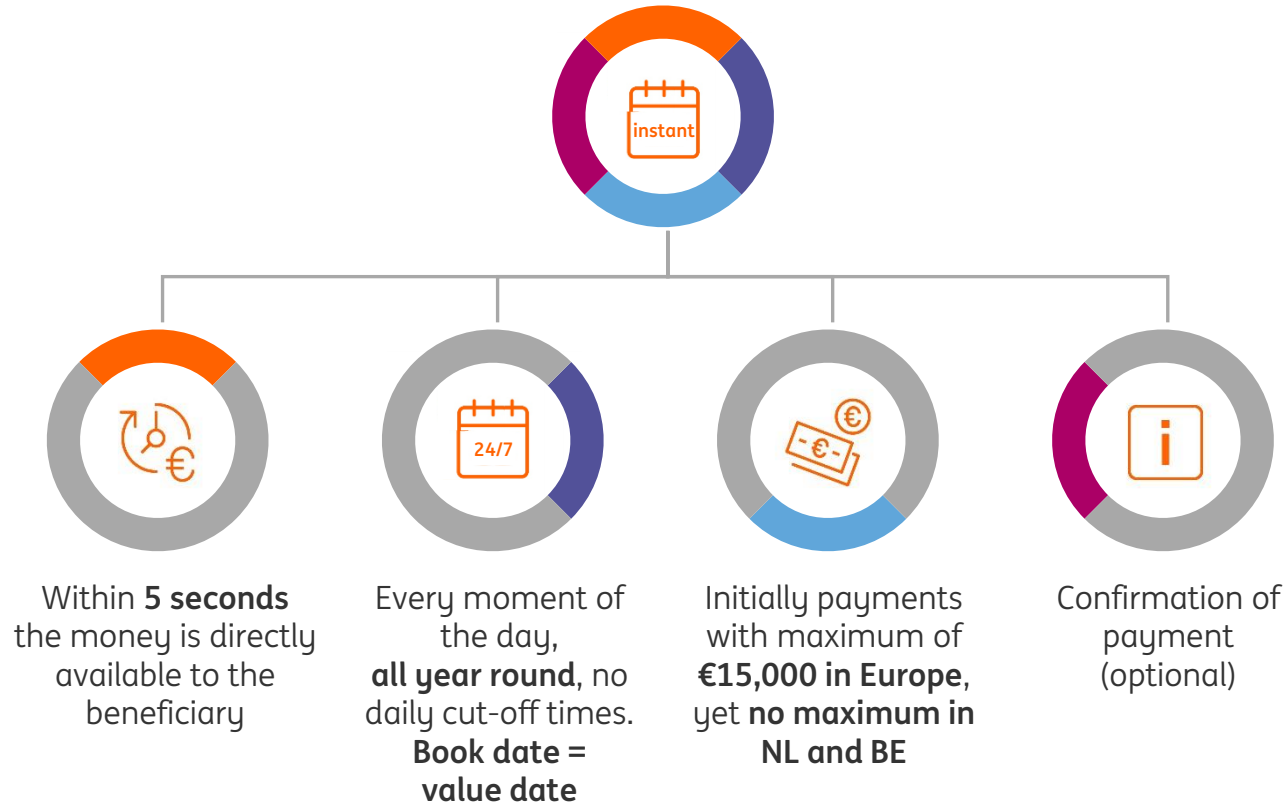 instant
24/7
Within 5 seconds
the money is directly
available to the
beneficiary
Every moment of
the day,
all year round, no
daily cut-off times.
Book date =
value date
Initially payments
with maximum of
€15,000 in Europe,
yet no maximum in
NL and BE
Confirmation of
payment
(optional)